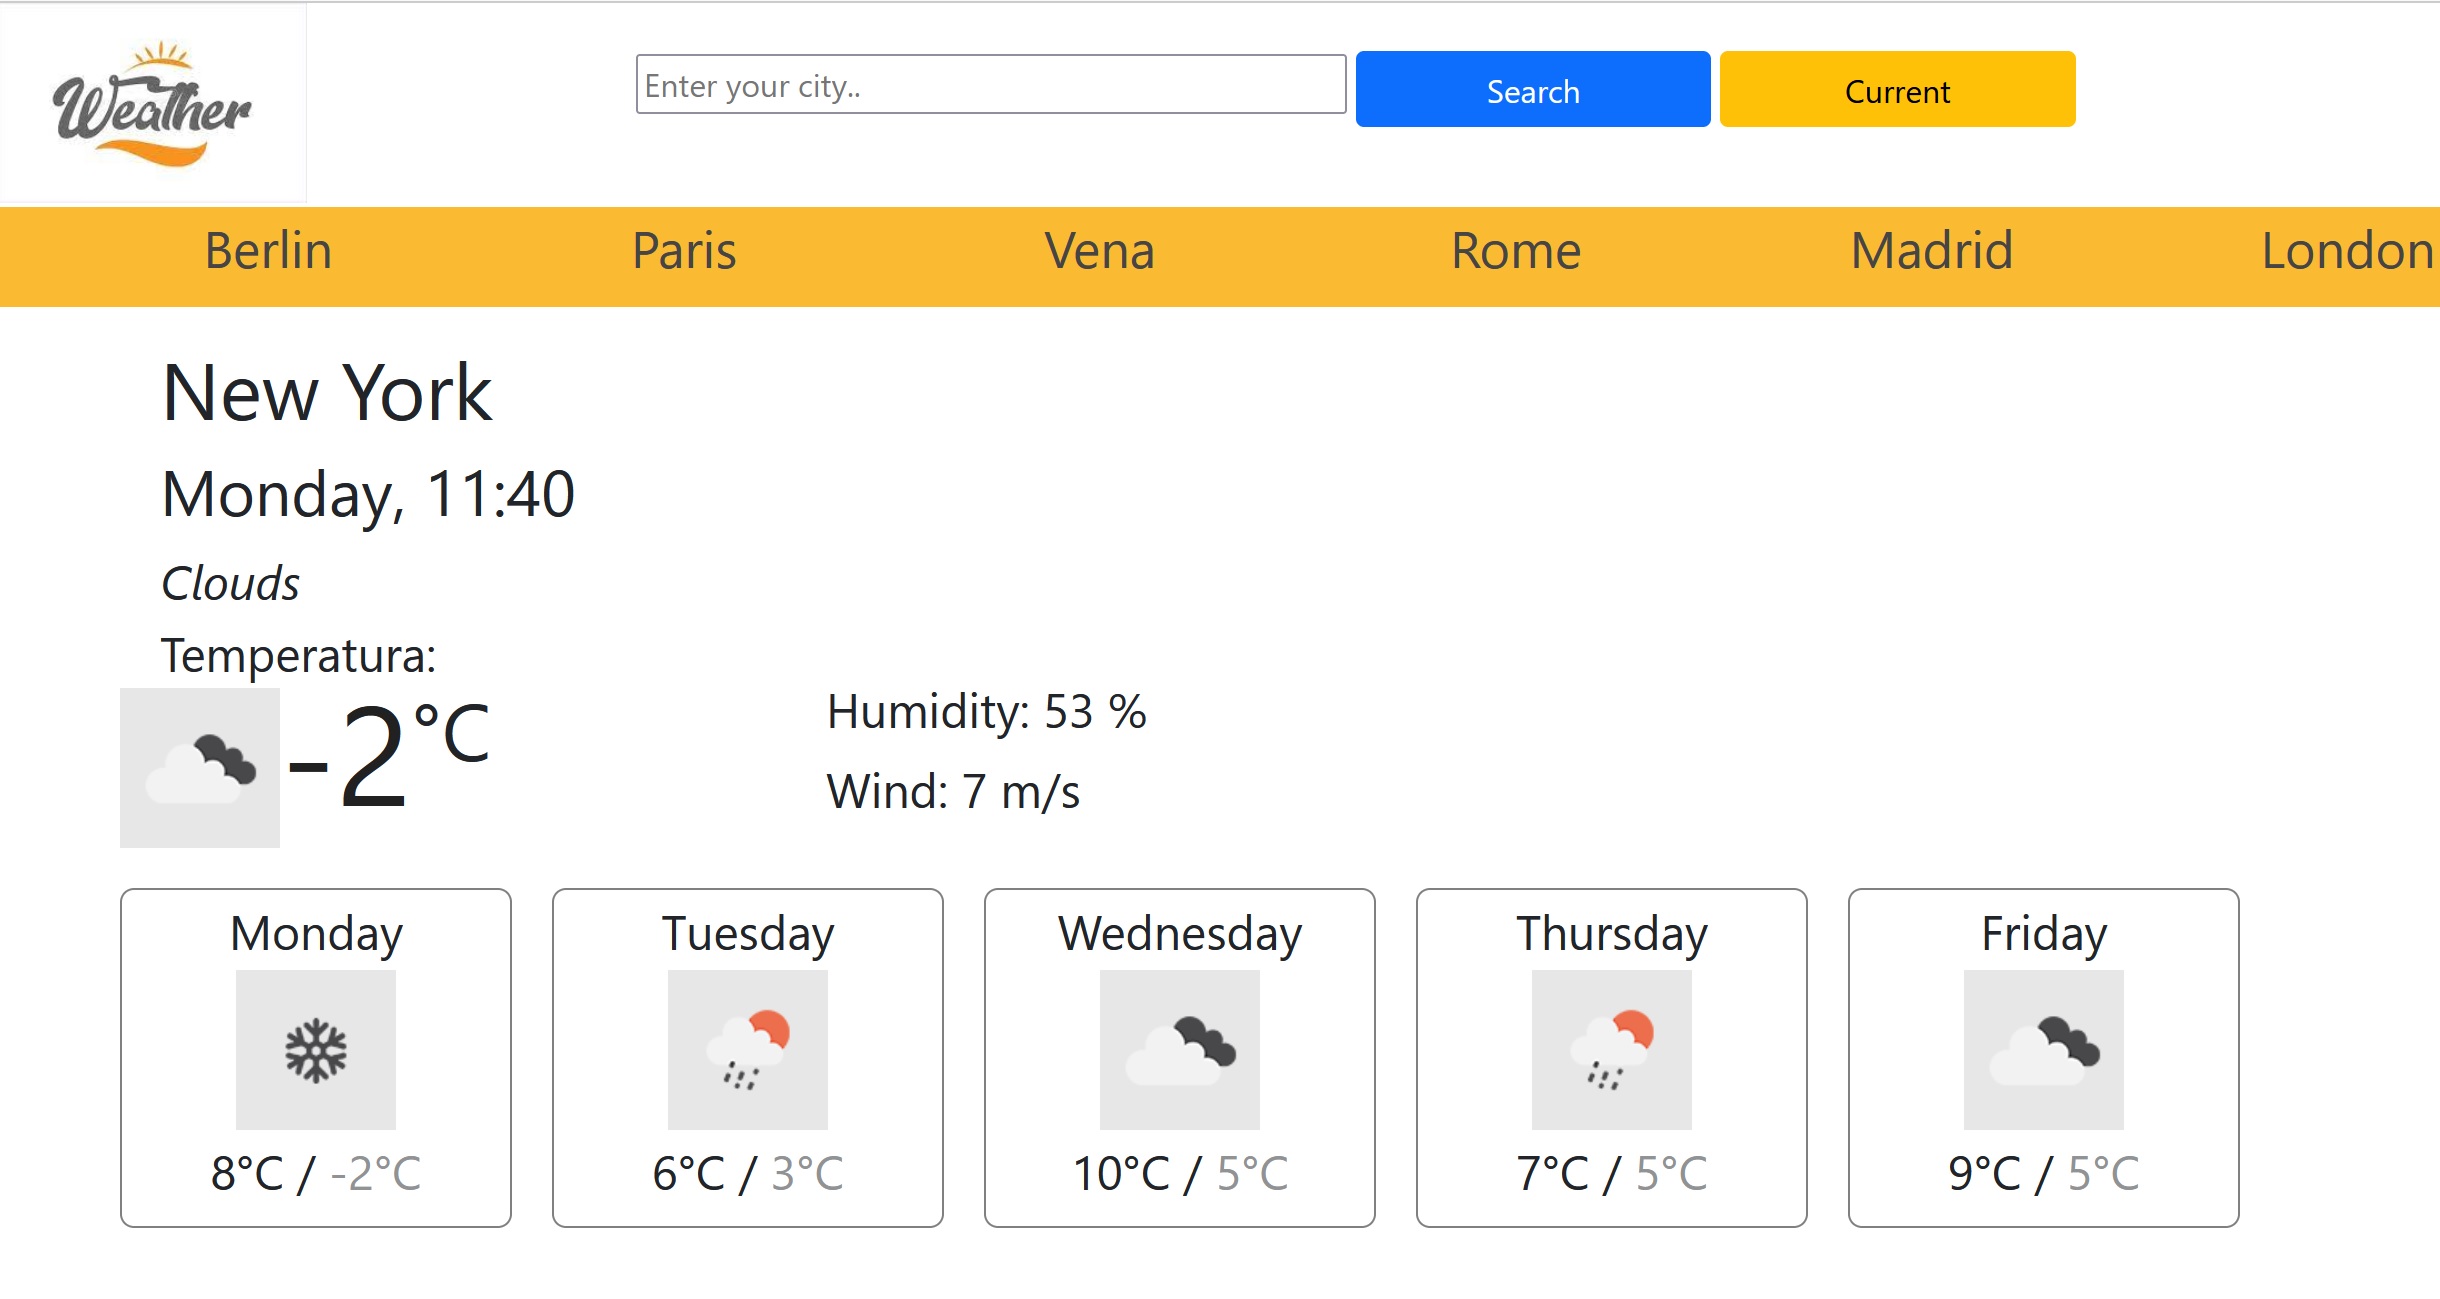 Weather
Enter your city.. Search Current
Berlin Paris Vena Rome Madrid London
New York
Monday, 11:40
Clouds
Temperatura:
-2°C
Humidity: 53 %
Wind: 7 m/s
Monday Tuesday Wednesday Thursday Friday
8°C / -2°C 6°C / 3°C 10°C / 5°C 7°C / 5°C 9°C / 5°C